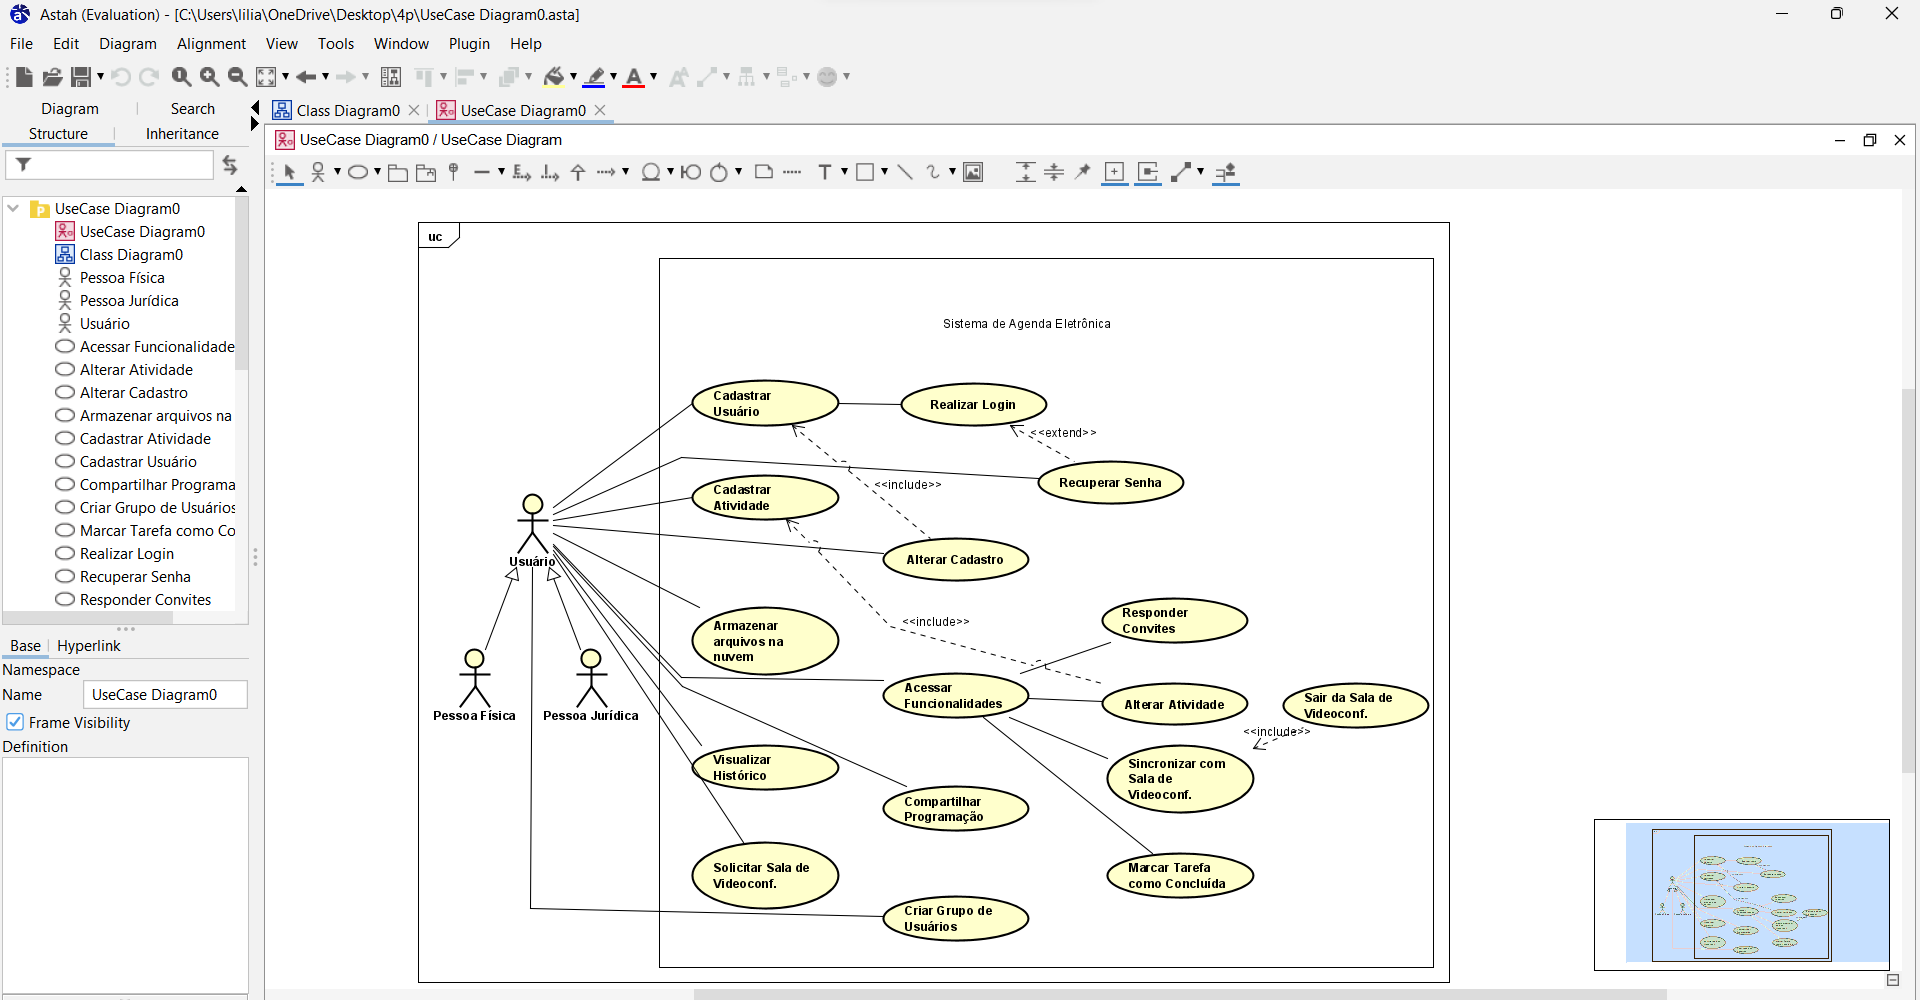 Astah (Evaluation) - [C:\Users\lilia\OneDrive\Desktop\4p\UseCase Diagram0.asta]
File Edit Diagram Alignment View Tools Window Plugin Help
Diagram Search
Structure Inheritance
Class Diagram0
UseCase Diagram0
UseCase Diagram0 / UseCase Diagram
UseCase Diagram0
UseCase Diagram0
Class Diagram0
Pessoa Física
Pessoa Jurídica
Usuário
Acessar Funcionalidade
Alterar Atividade
Alterar Cadastro
Armazenar arquivos na
Cadastrar Atividade
Cadastrar Usuário
Compartilhar Programa
Criar Grupo de Usuários
Marcar Tarefa como Co
Realizar Login
Recuperar Senha
Responder Convites
Base Hyperlink
Namespace
Name UseCase Diagram0
Frame Visibility
Definition
uc
Sistema de Agenda Eletrônica
Cadastrar
Usuário
Realizar Login
<<extend>>
Recuperar Senha
<<include>>
Cadastrar
Atividade
Alterar Cadastro
Usuário
Pessoa Física
Pessoa Jurídica
Armazenar
arquivos na
nuvem
<<include>>
Responder
Convites
Acessar
Funcionalidades
Alterar Atividade
Sair da Sala de
Videoconf.
<<include>>
Visualizar
Histórico
Sincronizar com
Sala de
Videoconf.
Compartilhar
Programação
Solicitar Sala de
Videoconf.
Marcar Tarefa
como Concluída
Criar Grupo de
Usuários